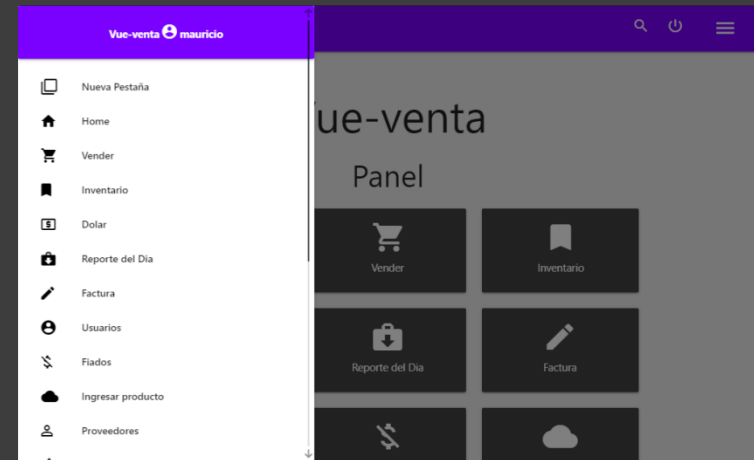 Vue-venta mauricio
Nueva Pestaña
Home
Vender
Inventario
Dolar
Reporte del Dia
Factura
Usuarios
Fiados
Ingresar producto
Proveedores
ue-venta
Panel
Vender
Inventario
Reporte del Dia
Factura